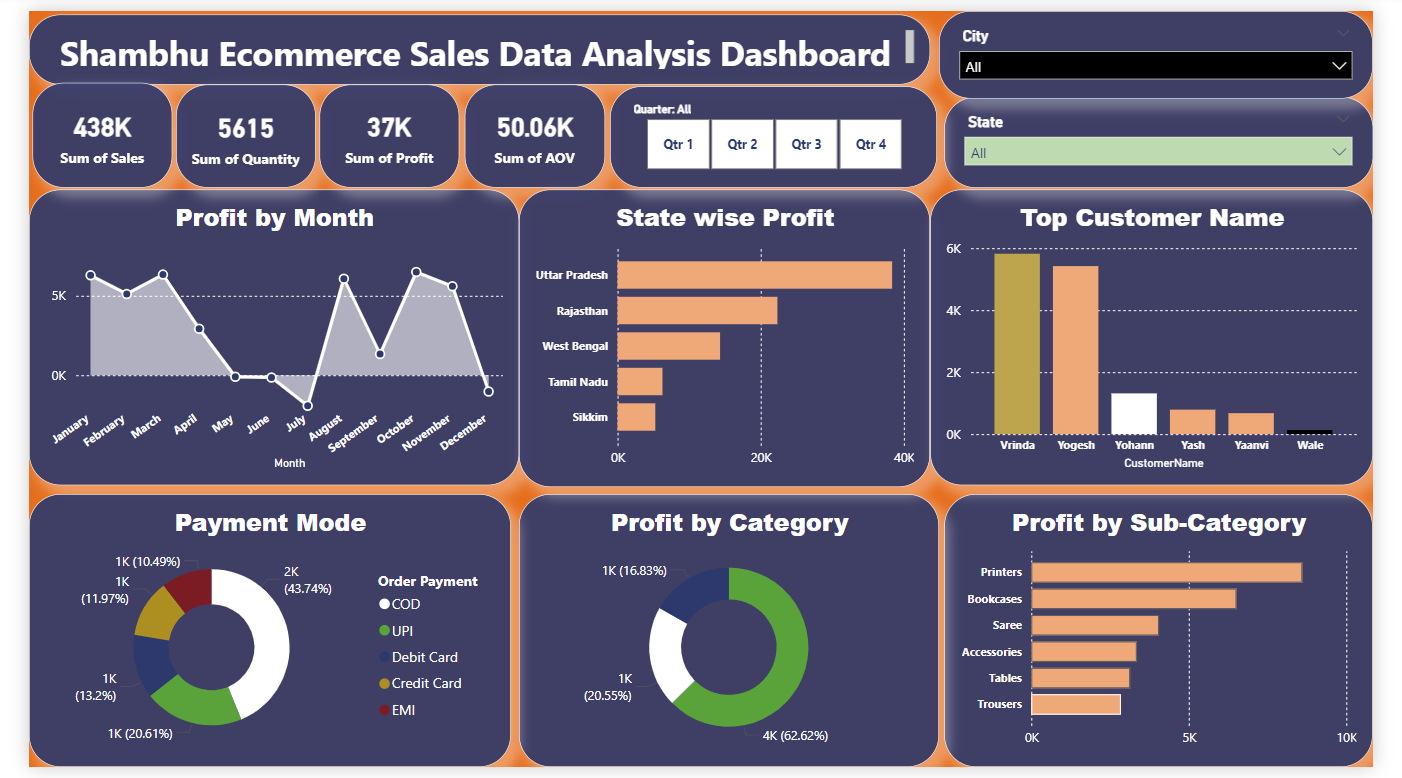 Shambhu Ecommerce Sales Data Analysis Dashboard
City
All
438K
Sum of Sales
5615
Sum of Quantity
37K
Sum of Profit
50.06K
Sum of AOV
Quarter: All
Qtr 1
Qtr 2
Qtr 3
Qtr 4
State
All
Profit by Month
5K
0K
January
February
March
April
May
June
July
August
September
October
November
December
Month
State wise Profit
Uttar Pradesh
Rajasthan
West Bengal
Tamil Nadu
Sikkim
0K
20K
40K
Top Customer Name
6K
4K
2K
0K
Vrinda
Yogesh
Yohann
Yash
Yaanvi
Wale
CustomerName
Payment Mode
1K (10.49%)
1K
(11.97%)
2K
(43.74%)
1K
(13.2%)
1K (20.61%)
Order Payment
COD
UPI
Debit Card
Credit Card
EMI
Profit by Category
1K (16.83%)
1K
(20.55%)
4K (62.62%)
Profit by Sub-Category
Printers
Bookcases
Saree
Accessories
Tables
Trousers
0K
5K
10K